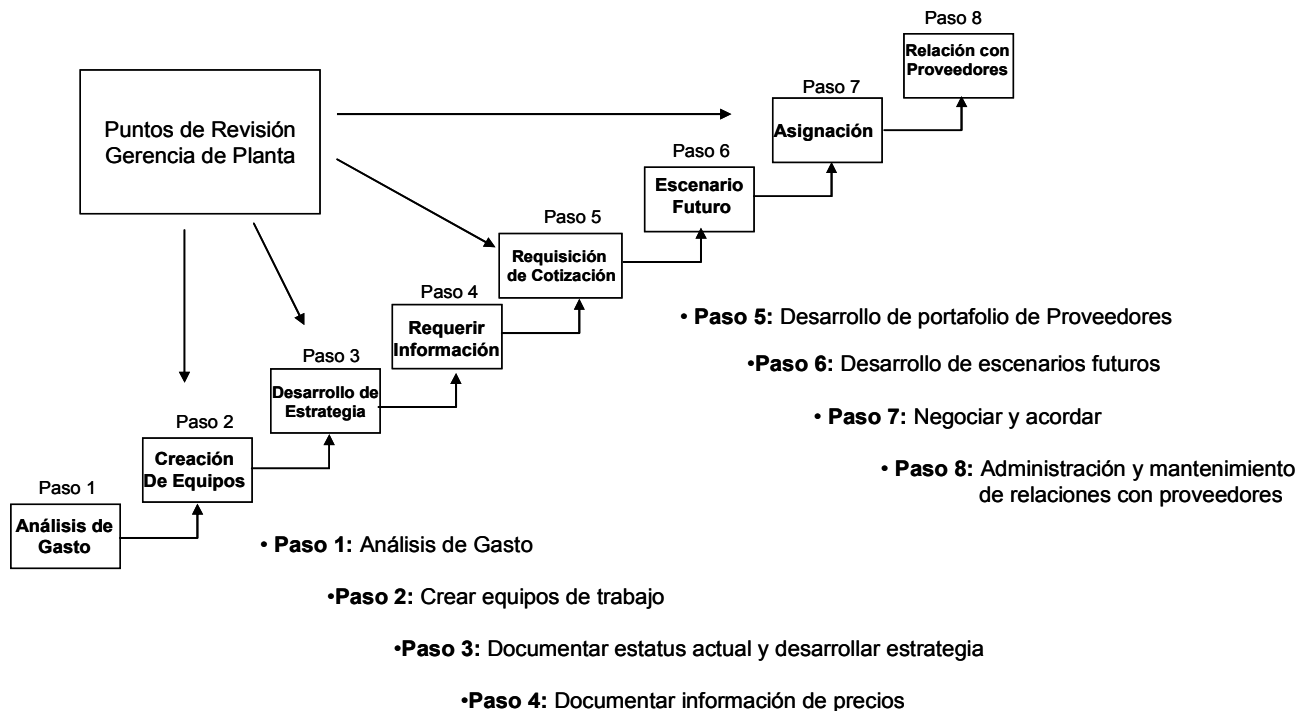 Paso 8
Relación con
Proveedores
Paso 7
Asignación
Puntos de Revisión
Gerencia de Planta
Paso 6
Escenario
Futuro
Paso 5
Requisición
de Cotización
Paso 4
Requerir
Información
Paso 3
Desarrollo de
Estrategia
Paso 2
Creación
De Equipos
Paso 1
Análisis de
Gasto
• Paso 1: Análisis de Gasto
•Paso 2: Crear equipos de trabajo
•Paso 3: Documentar estatus actual y desarrollar estrategia
•Paso 4: Documentar información de precios
• Paso 5: Desarrollo de portafolio de Proveedores
•Paso 6: Desarrollo de escenarios futuros
• Paso 7: Negociar y acordar
• Paso 8: Administración y mantenimiento
de relaciones con proveedores